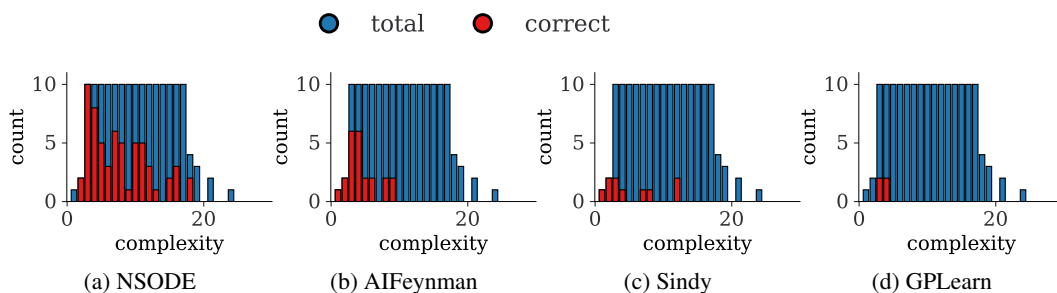 total correct
10
5
0
count
0 20
complexity
(a) NSODE
10
5
0
count
0 20
complexity
(b) AIFeynman
10
5
0
count
0 20
complexity
(c) Sindy
10
5
0
count
0 20
complexity
(d) GPLearn